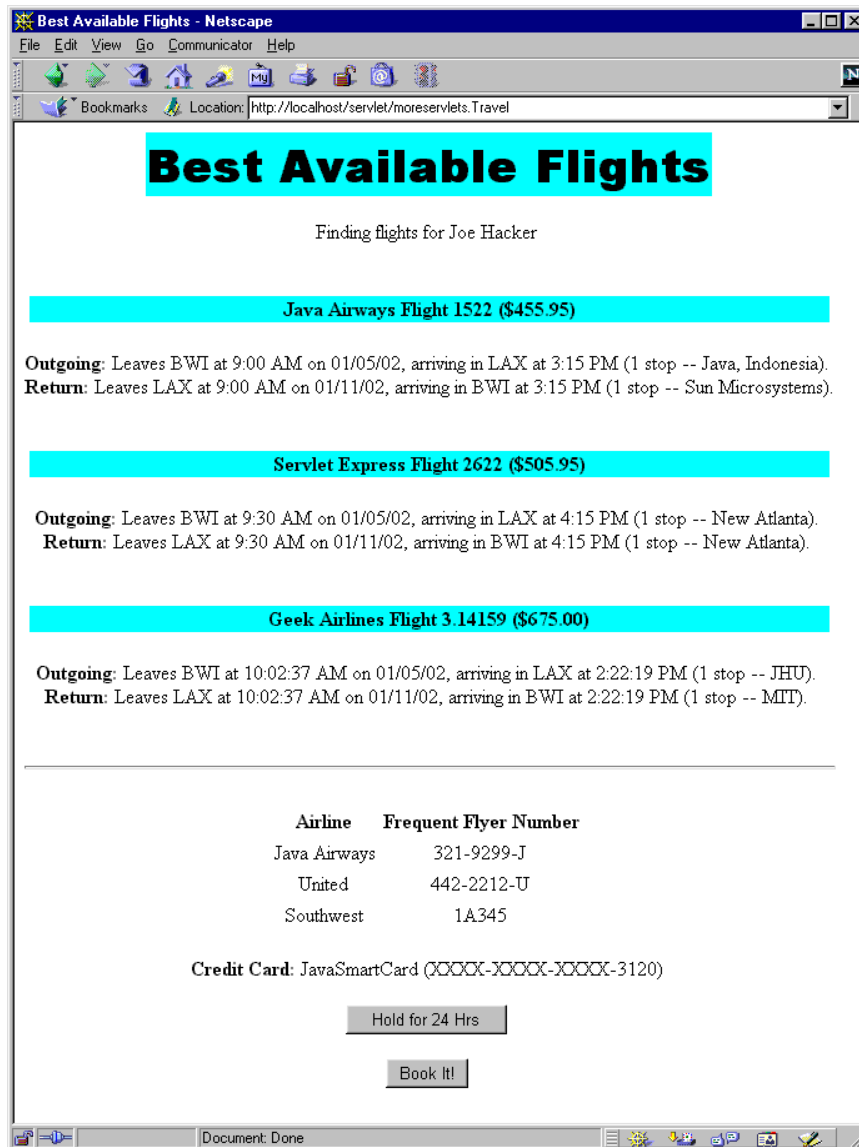 Best Available Flights - Netscape
File Edit View Go Communicator Help
My
N
Bookmarks Location: http://localhost/servlet/moreservlets.Travel
Best Available Flights
Finding flights for Joe Hacker
Java Airways Flight 1522 ($455.95)
Outgoing: Leaves BWI at 9:00 AM on 01/05/02, arriving in LAX at 3:15 PM (1 stop -- Java, Indonesia).
Return: Leaves LAX at 9:00 AM on 01/11/02, arriving in BWI at 3:15 PM (1 stop -- Sun Microsystems).
Servlet Express Flight 2622 ($505.95)
Outgoing: Leaves BWI at 9:30 AM on 01/05/02, arriving in LAX at 4:15 PM (1 stop -- New Atlanta).
Return: Leaves LAX at 9:30 AM on 01/11/02, arriving in BWI at 4:15 PM (1 stop -- New Atlanta).
Geek Airlines Flight 3.14159 ($675.00)
Outgoing: Leaves BWI at 10:02:37 AM on 01/05/02, arriving in LAX at 2:22:19 PM (1 stop -- JHU).
Return: Leaves LAX at 10:02:37 AM on 01/11/02, arriving in BWI at 2:22:19 PM (1 stop -- MIT).
Airline Frequent Flyer Number
Java Airways 321-9299-J
United 442-2212-U
Southwest 1A345
Credit Card: JavaSmartCard (XXXX-XXXX-XXXX-3120)
Hold for 24 Hrs
Book It!
Document: Done